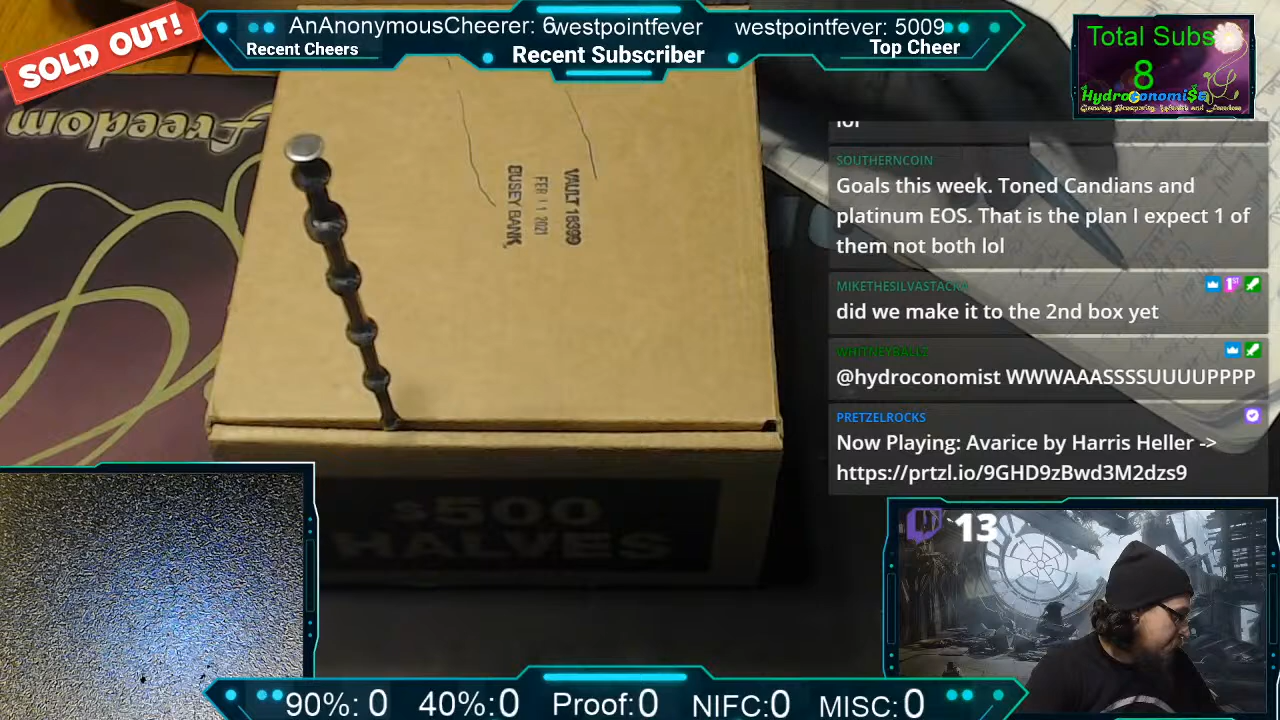 SOLD OUT!
AnAnonymousCheerer: 6
Recent Cheers
westpointfever
Recent Subscriber
westpointfever: 5009
Top Cheer
Total Subs
8
Hydroconomi$t
Freedom
VAULT 18399
FEB 11 2021
BUSEY BANK
$500
HALVES
lol
SOUTHERNCOIN
Goals this week. Toned Candians and
platinum EOS. That is the plan I expect 1 of
them not both lol
MIKETHESILVASTACKA
did we make it to the 2nd box yet
WHITNEYBALLZ
@hydroconomist WWWAAASSSSUUUUPPPP
PRETZELROCKS
Now Playing: Avarice by Harris Heller ->
https://prtzl.io/9GHD9zBwd3M2dzs9
13
90%: 0
40%:0
Proof:0
NIFC:0
MISC: 0